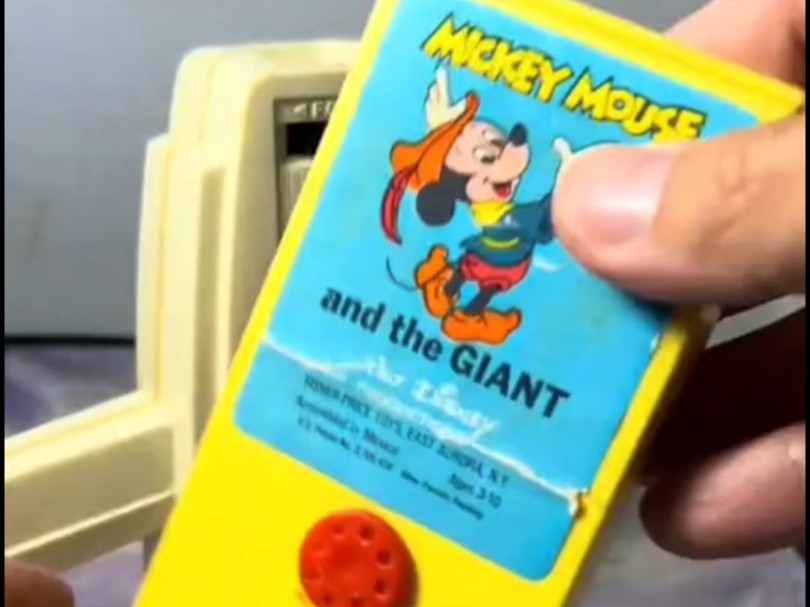 MICKEY MOUSE
and the GIANT
WALT DISNEY
FISHER-PRICE TOYS, EAST AURORA, N.Y.
Assembled in Mexico
Ages 3-10